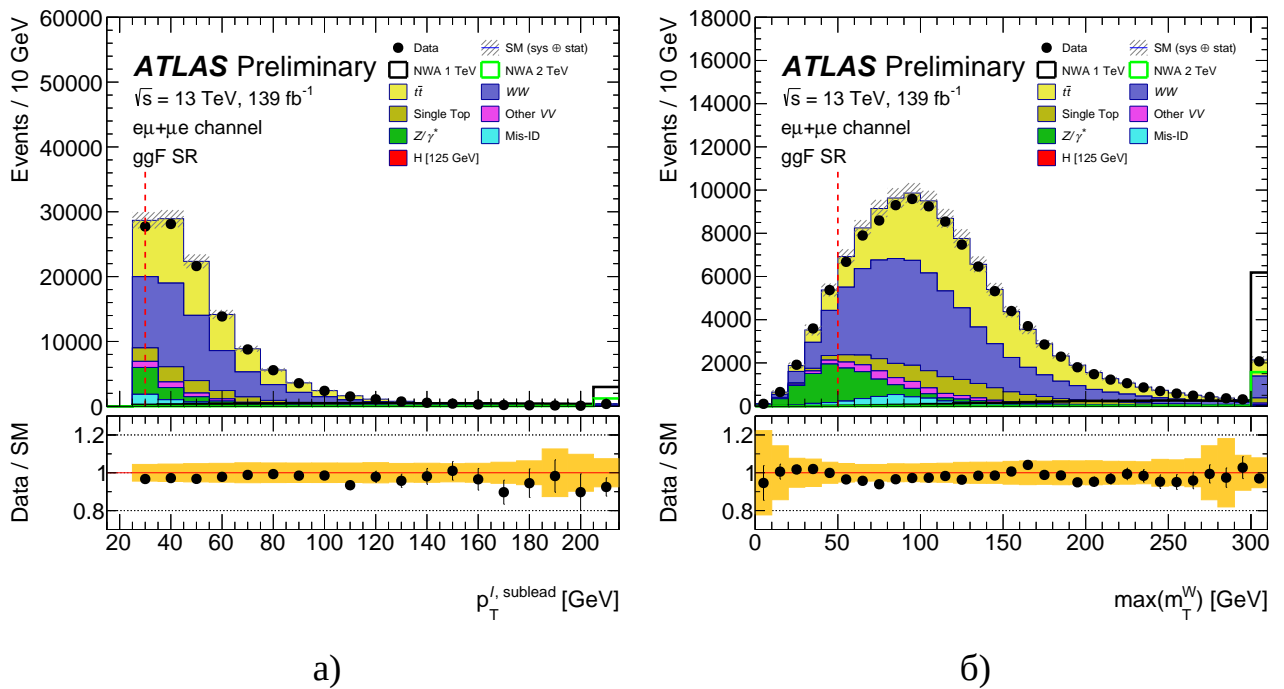 Events / 10 GeV
60000
50000
40000
30000
20000
10000
0
ATLAS Preliminary
√s = 13 TeV, 139 fb⁻¹
eμ+μe channel
ggF SR
Data
SM (sys ⊕ stat)
NWA 1 TeV
NWA 2 TeV
tt̄
WW
Single Top
Other VV
Z/γ*
Mis-ID
H [125 GeV]
Data / SM
1.2
1
0.8
20 40 60 80 100 120 140 160 180 200
p_T^{l, sublead} [GeV]
а)
Events / 10 GeV
18000
16000
14000
12000
10000
8000
6000
4000
2000
0
ATLAS Preliminary
√s = 13 TeV, 139 fb⁻¹
eμ+μe channel
ggF SR
Data
SM (sys ⊕ stat)
NWA 1 TeV
NWA 2 TeV
tt̄
WW
Single Top
Other VV
Z/γ*
Mis-ID
H [125 GeV]
Data / SM
1.2
1
0.8
0 50 100 150 200 250 300
max(m_T^W) [GeV]
б)